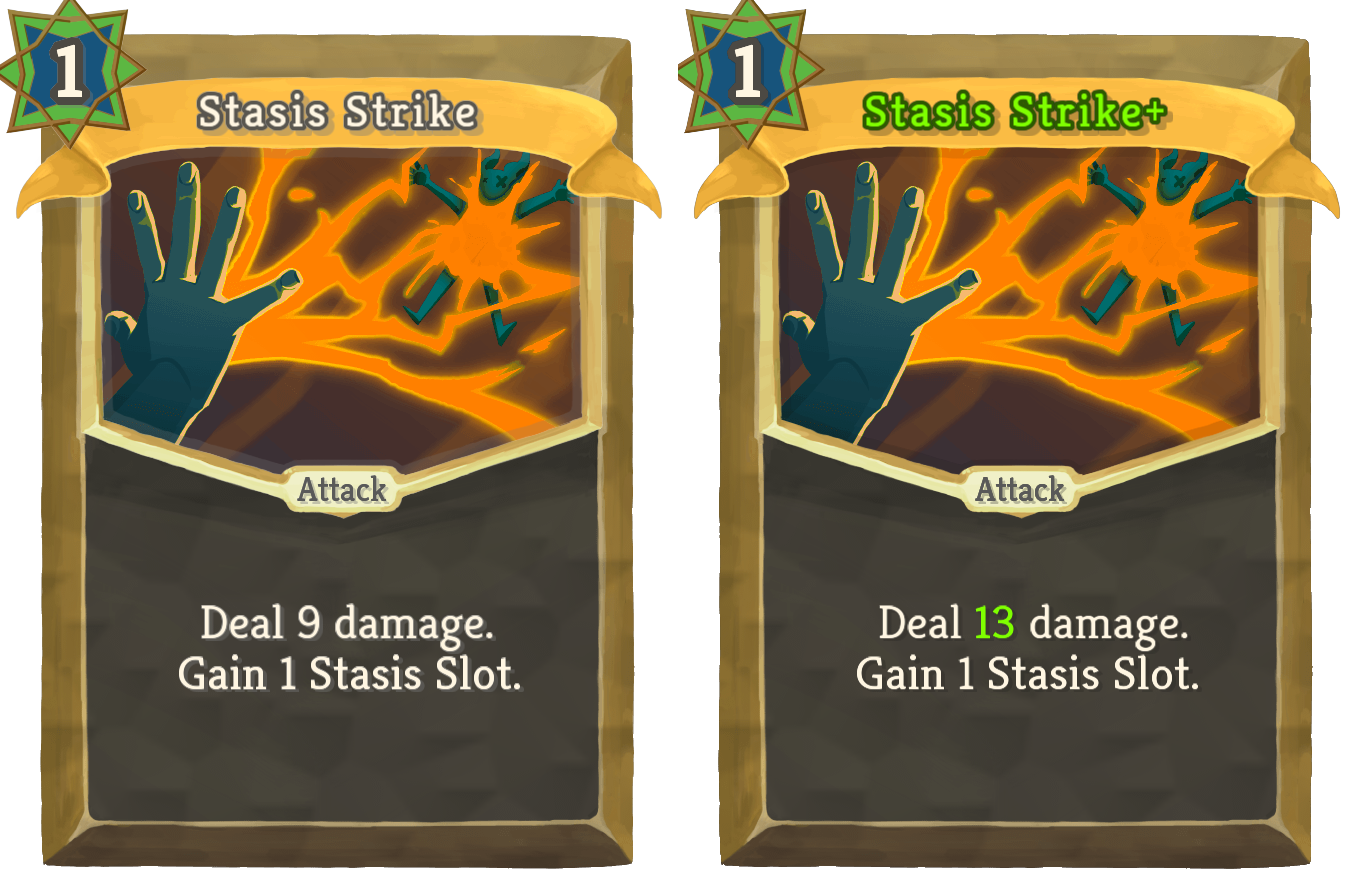 1
Stasis Strike
Attack
Deal 9 damage.
Gain 1 Stasis Slot.
1
Stasis Strike+
Attack
Deal 13 damage.
Gain 1 Stasis Slot.